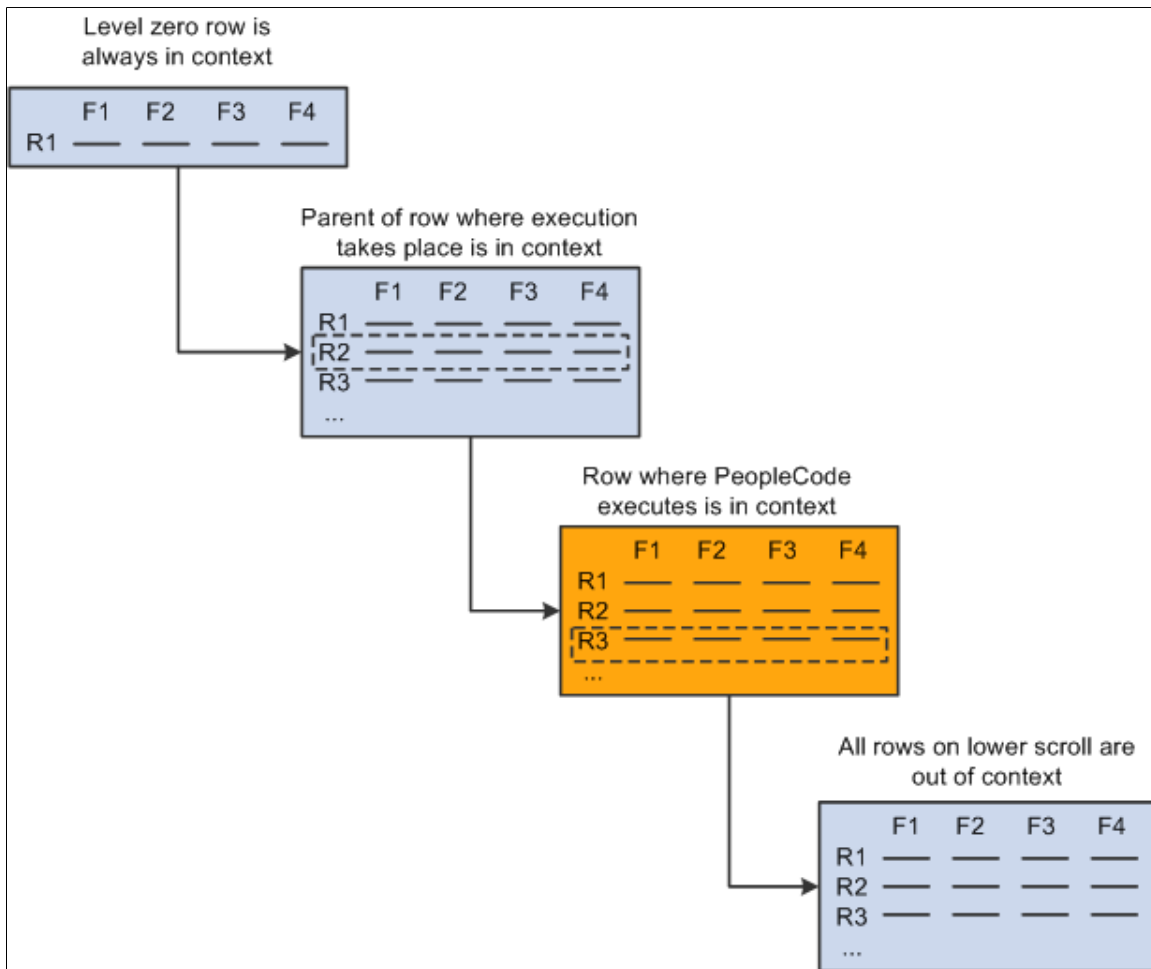 Level zero row is
always in context
F1 F2 F3 F4
R1
Parent of row where execution
takes place is in context
F1 F2 F3 F4
R1
R2
R3
...
Row where PeopleCode
executes is in context
F1 F2 F3 F4
R1
R2
R3
...
All rows on lower scroll are
out of context
F1 F2 F3 F4
R1
R2
R3
...